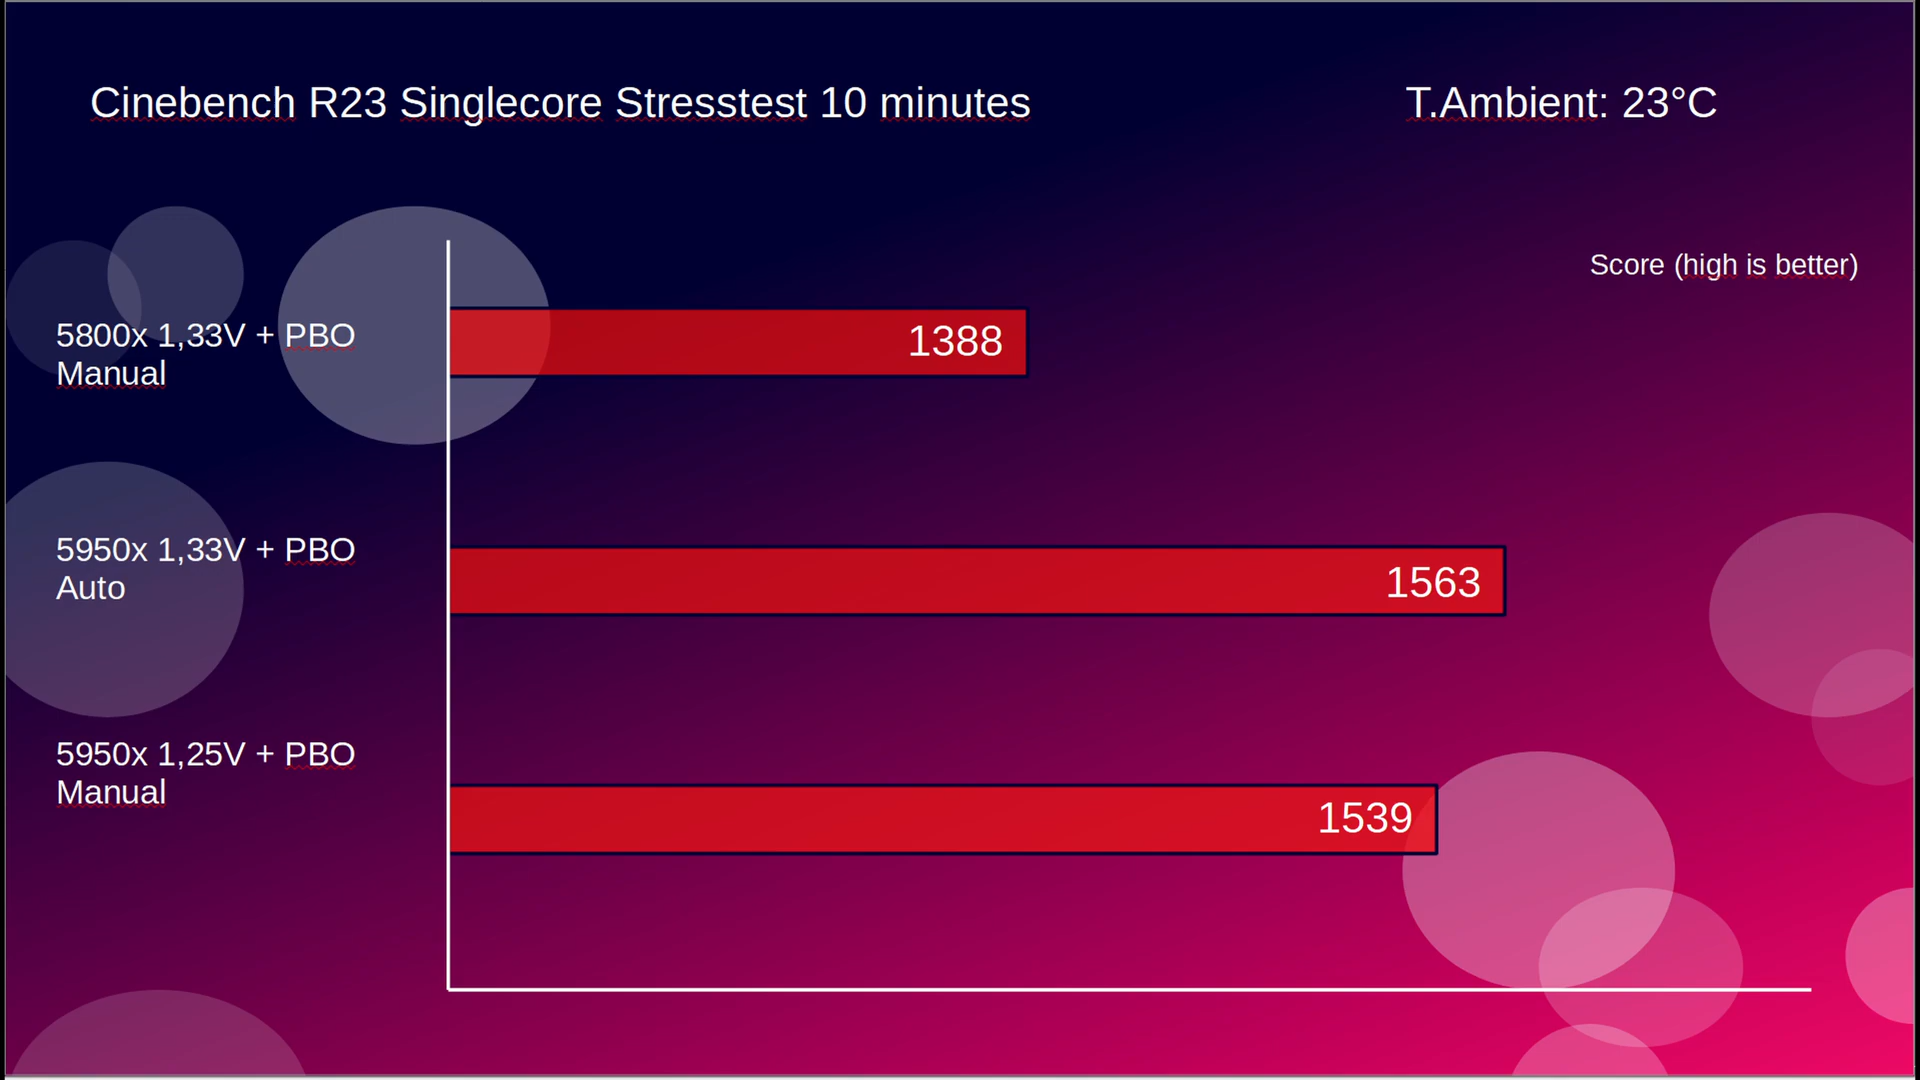 Cinebench R23 Singlecore Stresstest 10 minutes
T.Ambient: 23°C
Score (high is better)
5800x 1,33V + PBO
Manual
1388
5950x 1,33V + PBO
Auto
1563
5950x 1,25V + PBO
Manual
1539